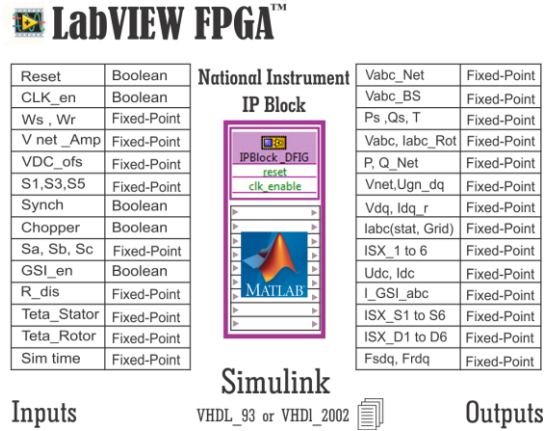 LabVIEW FPGA™
Reset Boolean
CLK_en Boolean
Ws , Wr Fixed-Point
V net _Amp Fixed-Point
VDC_ofs Fixed-Point
S1,S3,S5 Fixed-Point
Synch Boolean
Chopper Boolean
Sa, Sb, Sc Fixed-Point
GSI_en Boolean
R_dis Fixed-Point
Teta_Stator Fixed-Point
Teta_Rotor Fixed-Point
Sim time Fixed-Point
Inputs
National Instrument
IP Block
IPBlock _DFIG
reset
clk_enable
MATLAB
Simulink
VHDL_93 or VHDl_2002
Vabc_Net Fixed-Point
Vabc_BS Fixed-Point
Ps ,Qs, T Fixed-Point
Vabc, Iabc_Rot Fixed-Point
P, Q_Net Fixed-Point
Vnet,Ugn_dq Fixed-Point
Vdq, Idq_r Fixed-Point
Iabc(stat, Grid) Fixed-Point
ISX_1 to 6 Fixed-Point
Udc, Idc Fixed-Point
I_GSI_abc Fixed-Point
ISX_S1 to S6 Fixed-Point
ISX_D1 to D6 Fixed-Point
Fsdq, Frdq Fixed-Point
Outputs